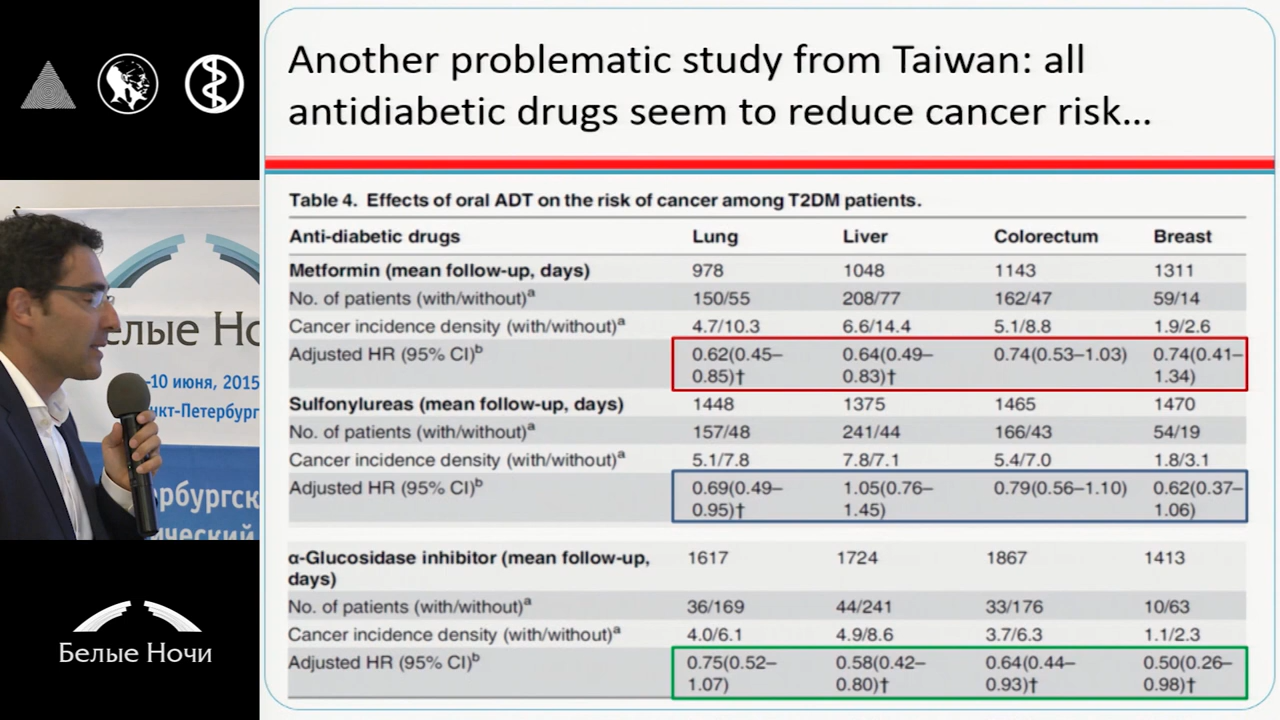 Another problematic study from Taiwan: all
antidiabetic drugs seem to reduce cancer risk...
Table 4. Effects of oral ADT on the risk of cancer among T2DM patients.
Anti-diabetic drugs Lung Liver Colorectum Breast
Metformin (mean follow-up, days) 978 1048 1143 1311
No. of patients (with/without)a 150/55 208/77 162/47 59/14
Cancer incidence density (with/without)a 4.7/10.3 6.6/14.4 5.1/8.8 1.9/2.6
Adjusted HR (95% CI)b 0.62(0.45– 0.64(0.49– 0.74(0.53–1.03) 0.74(0.41–
0.85)† 0.83)† 1.34)
Sulfonylureas (mean follow-up, days) 1448 1375 1465 1470
No. of patients (with/without)a 157/48 241/44 166/43 54/19
Cancer incidence density (with/without)a 5.1/7.8 7.8/7.1 5.4/7.0 1.8/3.1
Adjusted HR (95% CI)b 0.69(0.49– 1.05(0.76– 0.79(0.56–1.10) 0.62(0.37–
0.95)† 1.45) 1.06)
α-Glucosidase inhibitor (mean follow-up, 1617 1724 1867 1413
days)
No. of patients (with/without)a 36/169 44/241 33/176 10/63
Cancer incidence density (with/without)a 4.0/6.1 4.9/8.6 3.7/6.3 1.1/2.3
Adjusted HR (95% CI)b 0.75(0.52– 0.58(0.42– 0.64(0.44– 0.50(0.26–
1.07) 0.80)† 0.93)† 0.98)†
елые Но
-10 июня, 2015
нкт-Петербург
рбургск
ический
Белые Ночи